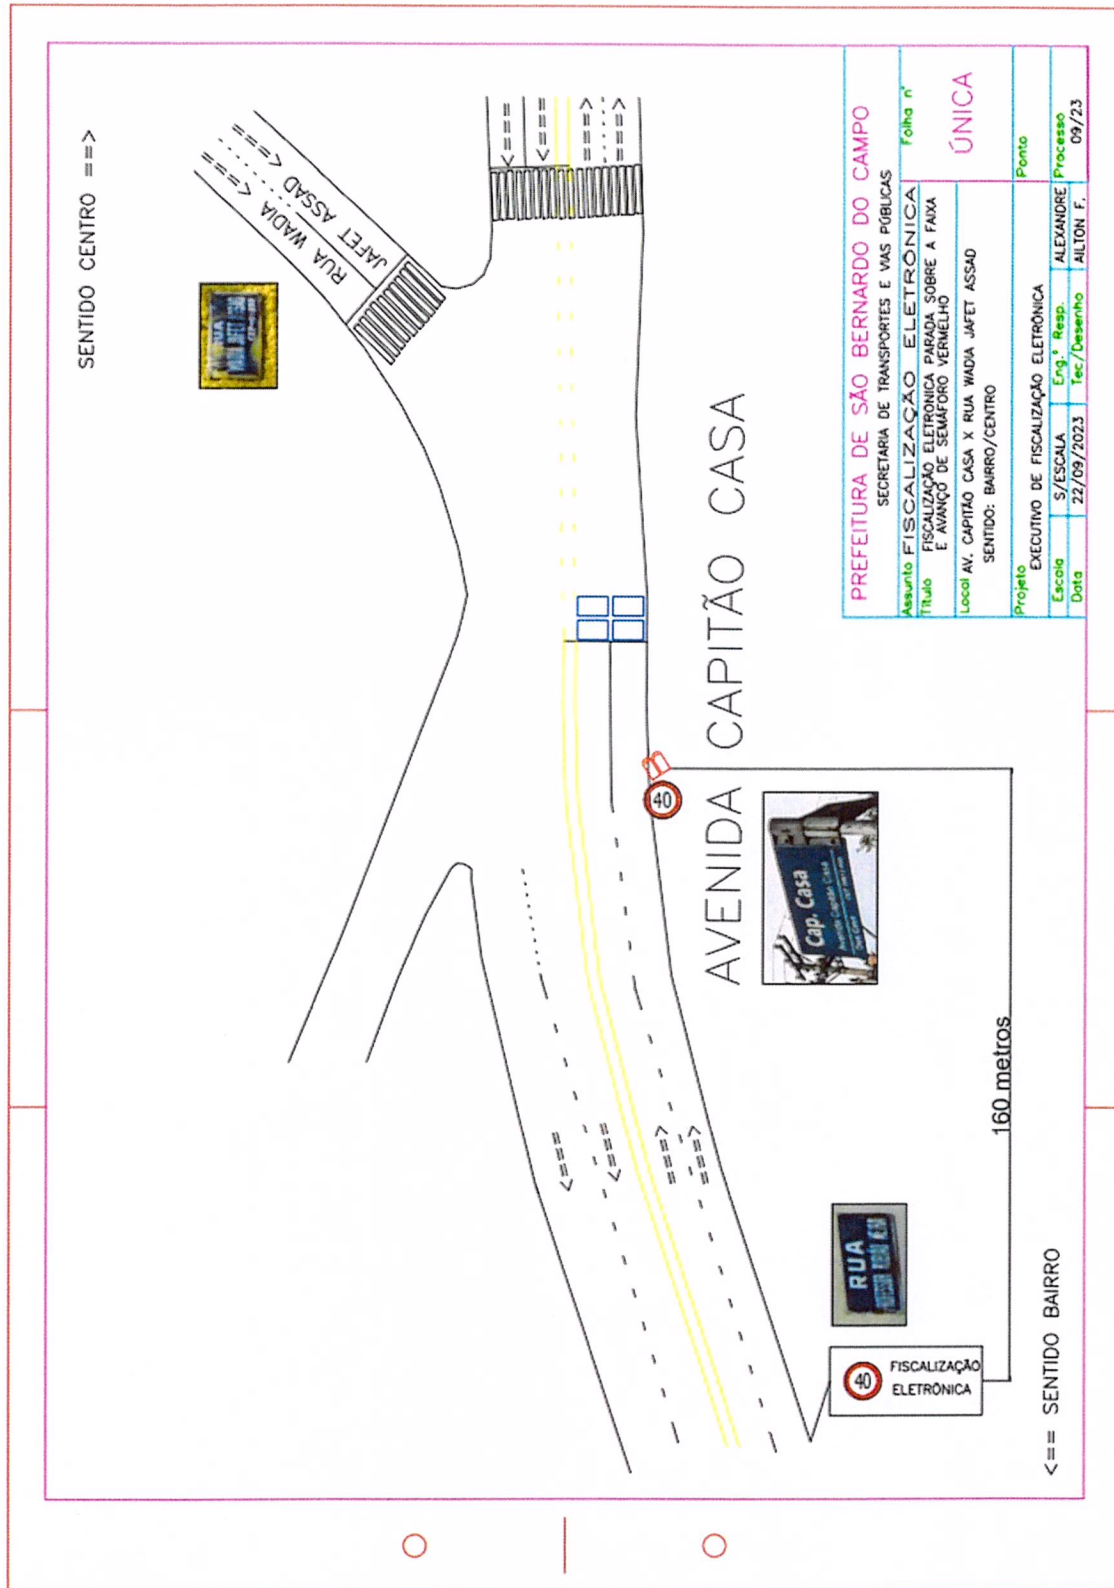 SENTIDO CENTRO ==>
RUA WADIA
JAFET ASSAD
<====
<====
RUA
<====
<====
====>
====>
AVENIDA CAPITÃO CASA
40
Cap. Casa
Avenida Capitão Casa
<====
<====
====>
====>
RUA
160 metros
40 FISCALIZAÇÃO
ELETRÔNICA
<== SENTIDO BAIRRO
PREFEITURA DE SÃO BERNARDO DO CAMPO
SECRETARIA DE TRANSPORTES E VIAS PÚBLICAS
Assunto FISCALIZAÇÃO ELETRÔNICA
Folha nº
ÚNICA
Título FISCALIZAÇÃO ELETRÔNICA PARADA SOBRE A FAIXA
E AVANÇO DE SEMÁFORO VERMELHO
Local AV. CAPITÃO CASA X RUA WADIA JAFET ASSAD
SENTIDO: BAIRRO/CENTRO
Projeto
Ponto
EXECUTIVO DE FISCALIZAÇÃO ELETRÔNICA
Escala S/ESCALA Eng.º Resp. ALEXANDRE Processo
Data 22/09/2023 Tec/Desenho AILTON F. 09/23